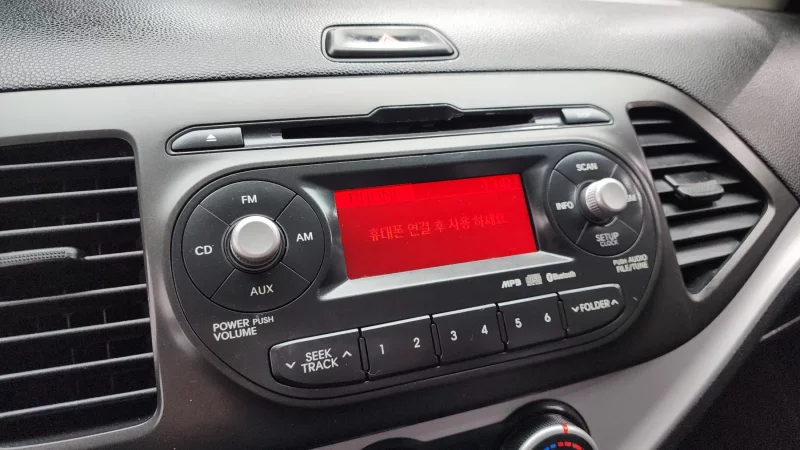 휴대폰 연결 후 사용 하세요
FM
CD
AM
AUX
POWER PUSH
VOLUME
SCAN
INFO
SETUP
CLOCK
PUSH AUDIO
FILE/TUNE
MP3
Bluetooth
SEEK
TRACK
1 2 3 4 5 6
FOLDER